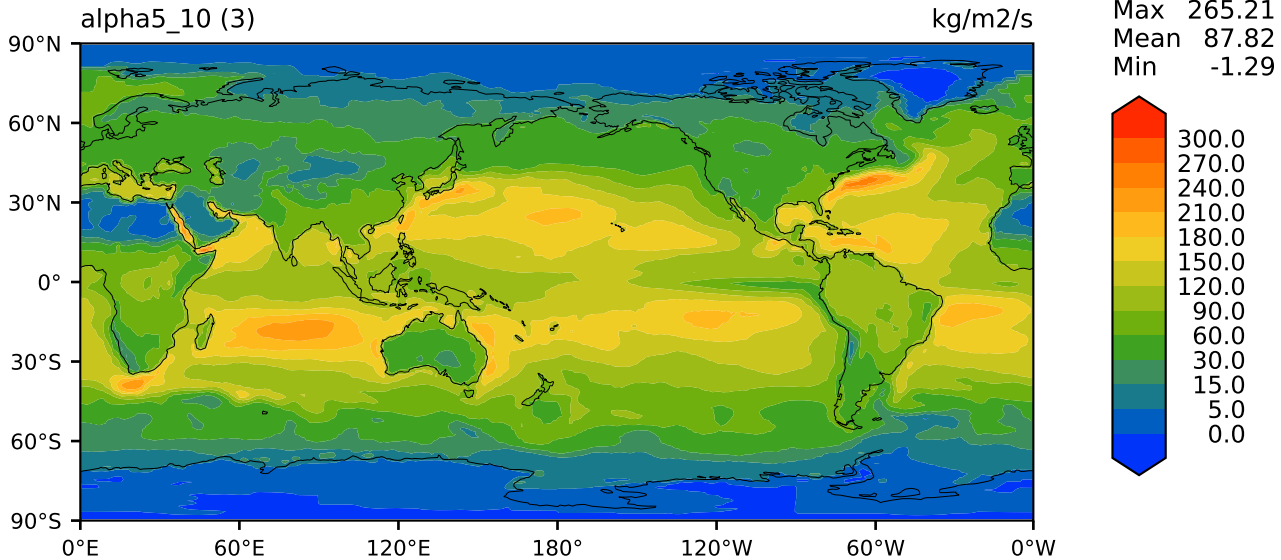 alpha5_10 (3)
kg/m2/s
Max 265.21
Mean 87.82
Min -1.29
90°N
60°N
30°N
0°
30°S
60°S
90°S
0°E
60°E
120°E
180°
120°W
60°W
0°W
300.0
270.0
240.0
210.0
180.0
150.0
120.0
90.0
60.0
30.0
15.0
5.0
0.0